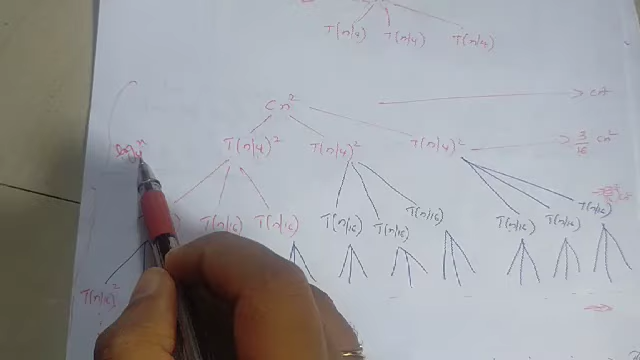 T(n/4) T(n/4) T(n/4)
Cn² → cn²
log₄n
T(n/4)² T(n/4)² T(n/4)² → 3/16 cn²
T(n/16) T(n/16) T(n/16) T(n/16) T(n/16) T(n/16) T(n/16) T(n/16)
T(n/16)²